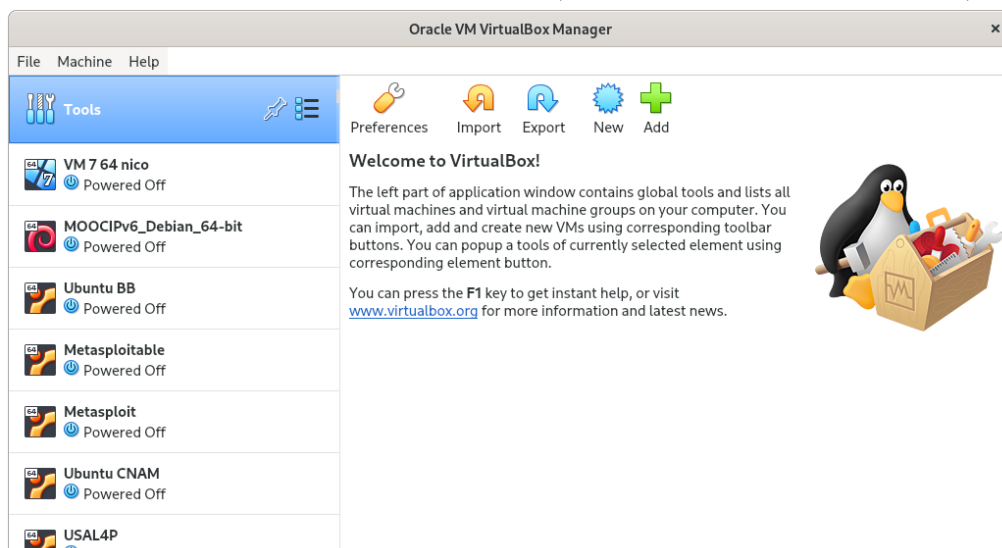 Oracle VM VirtualBox Manager
File Machine Help
Tools
Preferences Import Export New Add
VM 7 64 nico
Powered Off
MOOCIPv6_Debian_64-bit
Powered Off
Ubuntu BB
Powered Off
Metasploitable
Powered Off
Metasploit
Powered Off
Ubuntu CNAM
Powered Off
USAL4P
Welcome to VirtualBox!
The left part of application window contains global tools and lists all
virtual machines and virtual machine groups on your computer. You
can import, add and create new VMs using corresponding toolbar
buttons. You can popup a tools of currently selected element using
corresponding element button.
You can press the F1 key to get instant help, or visit
www.virtualbox.org for more information and latest news.